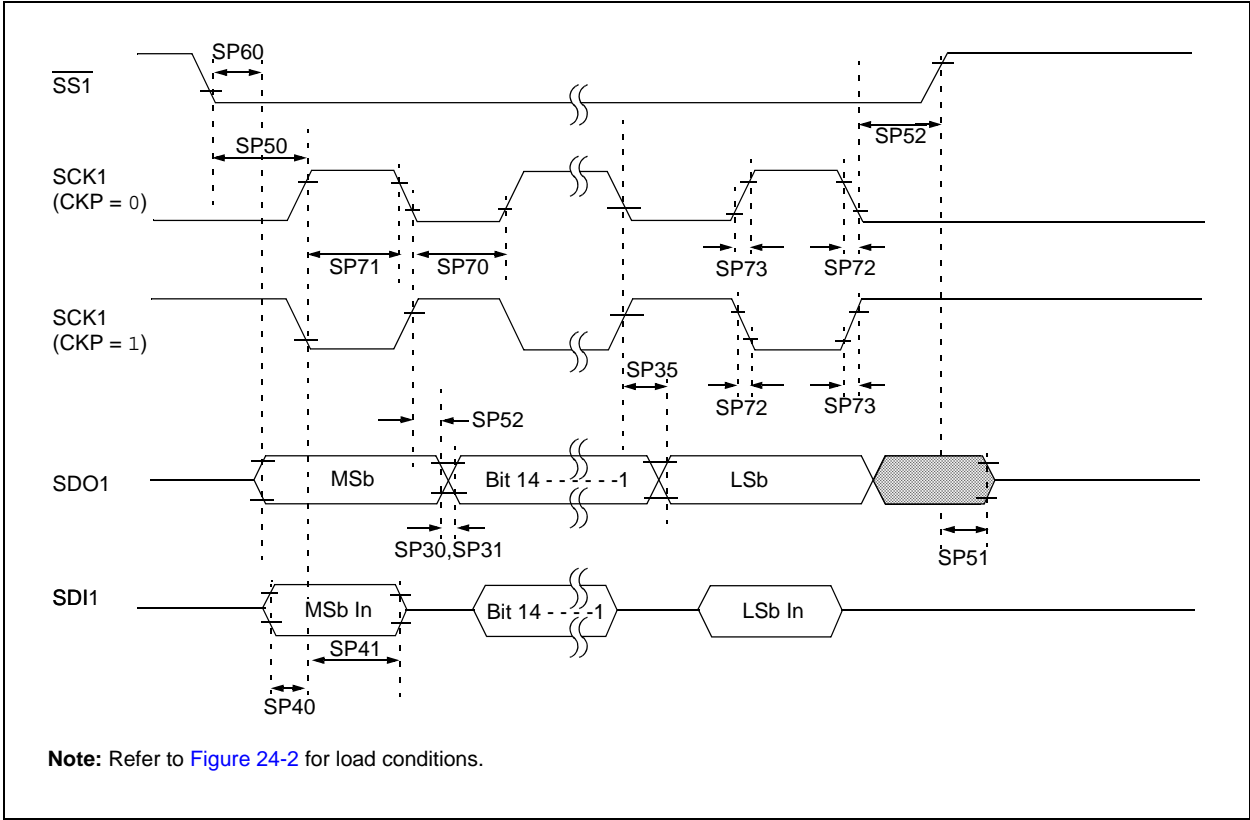 SP60
SS1
SP52
SP50
SCK1
(CKP = 0)
SP71
SP70
SP73
SP72
SCK1
(CKP = 1)
SP35
SP72
SP73
SP52
SDO1
MSb
Bit 14 - - - - - -1
LSb
SP30,SP31
SP51
SDI1
MSb In
Bit 14 - - - -1
LSb In
SP41
SP40
Note: Refer to Figure 24-2 for load conditions.